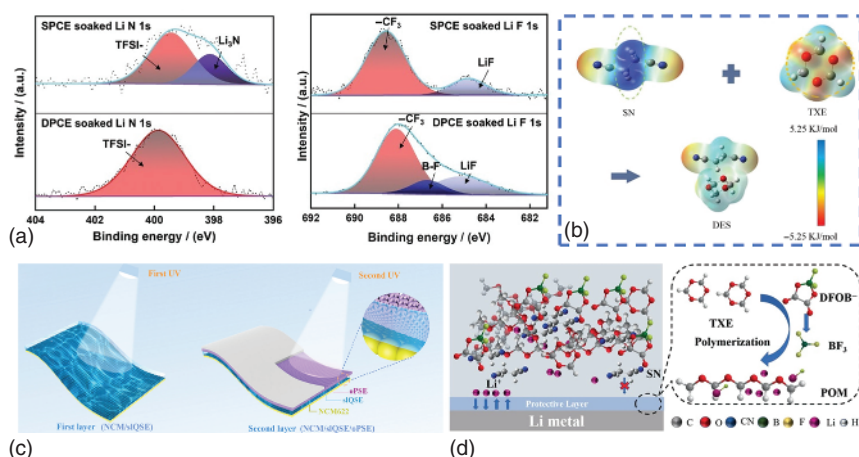 SPCE soaked Li N 1s
TFSI-
Li₃N
DPCE soaked Li N 1s
TFSI-
Intensity / (a.u.)
404 402 400 398 396
Binding energy / (eV)
(a)
SPCE soaked Li F 1s
–CF₃
LiF
DPCE soaked Li F 1s
–CF₃
B-F
LiF
Intensity / (a.u.)
692 690 688 686 684 682
Binding energy / (eV)
SN
TXE
5.25 KJ/mol
DES
−5.25 KJ/mol
(b)
First UV
Second UV
ePSE
sIQSE
NCM622
First layer (NCM/sIQSE)
Second layer (NCM/sIQSE/ePSE)
(c)
Li⁺
SN
Protective Layer
Li metal
(d)
TXE
Polymerization
DFOB⁻
BF₃
POM
C O CN B F Li H